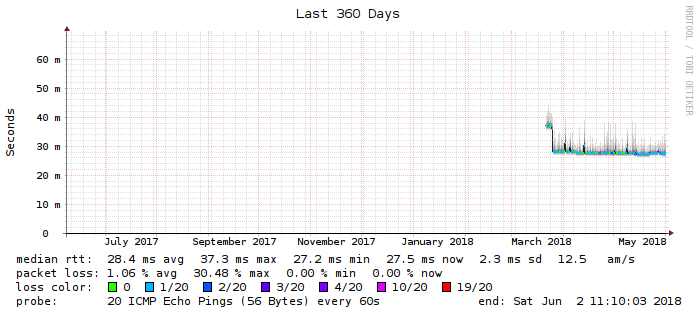 Last 360 Days
RRDTOOL / TOBI OETIKER
Seconds
60 m
50 m
40 m
30 m
20 m
10 m
0
July 2017 September 2017 November 2017 January 2018 March 2018 May 2018
median rtt: 28.4 ms avg 37.3 ms max 27.2 ms min 27.5 ms now 2.3 ms sd 12.5 am/s
packet loss: 1.06 % avg 30.48 % max 0.00 % min 0.00 % now
loss color: 0 1/20 2/20 3/20 4/20 10/20 19/20
probe: 20 ICMP Echo Pings (56 Bytes) every 60s end: Sat Jun 2 11:10:03 2018